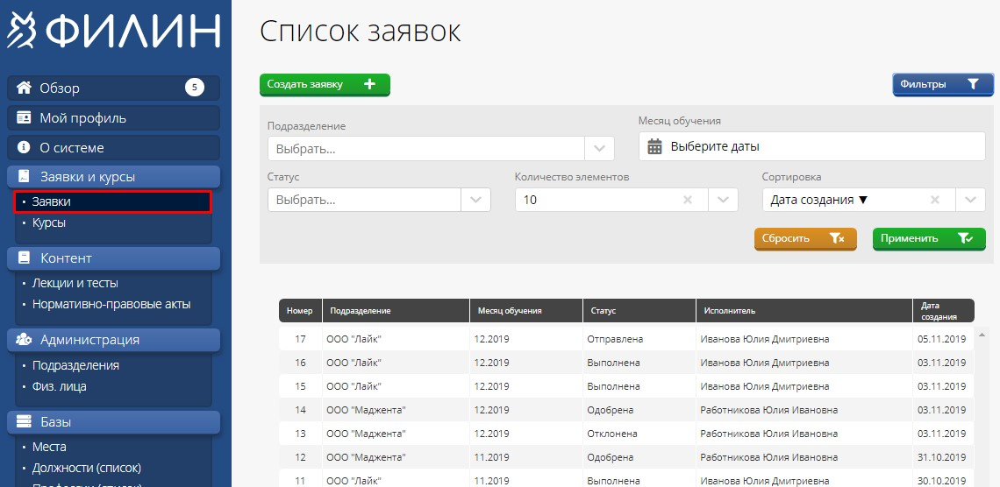 ФИЛИН
Обзор 5
Мой профиль
О системе
Заявки и курсы
• Заявки
• Курсы
Контент
• Лекции и тесты
• Нормативно-правовые акты
Администрация
• Подразделения
• Физ. лица
Базы
• Места
• Должности (список)
• Профессии (список)
Список заявок
Создать заявку +
Фильтры
Подразделение
Выбрать...
Месяц обучения
Выберите даты
Статус
Выбрать...
Количество элементов
10
Сортировка
Дата создания ▼
Сбросить
Применить
Номер Подразделение Месяц обучения Статус Исполнитель Дата создания
17 ООО "Лайк" 12.2019 Отправлена Иванова Юлия Дмитриевна 05.11.2019
16 ООО "Лайк" 12.2019 Выполнена Иванова Юлия Дмитриевна 03.11.2019
15 ООО "Лайк" 12.2019 Выполнена Иванова Юлия Дмитриевна 03.11.2019
14 ООО "Маджента" 12.2019 Одобрена Работникова Юлия Ивановна 03.11.2019
13 ООО "Маджента" 12.2019 Отклонена Работникова Юлия Ивановна 03.11.2019
12 ООО "Маджента" 11.2019 Одобрена Работникова Юлия Ивановна 31.10.2019
11 ООО "Лайк" 11.2019 Выполнена Иванова Юлия Дмитриевна 30.10.2019